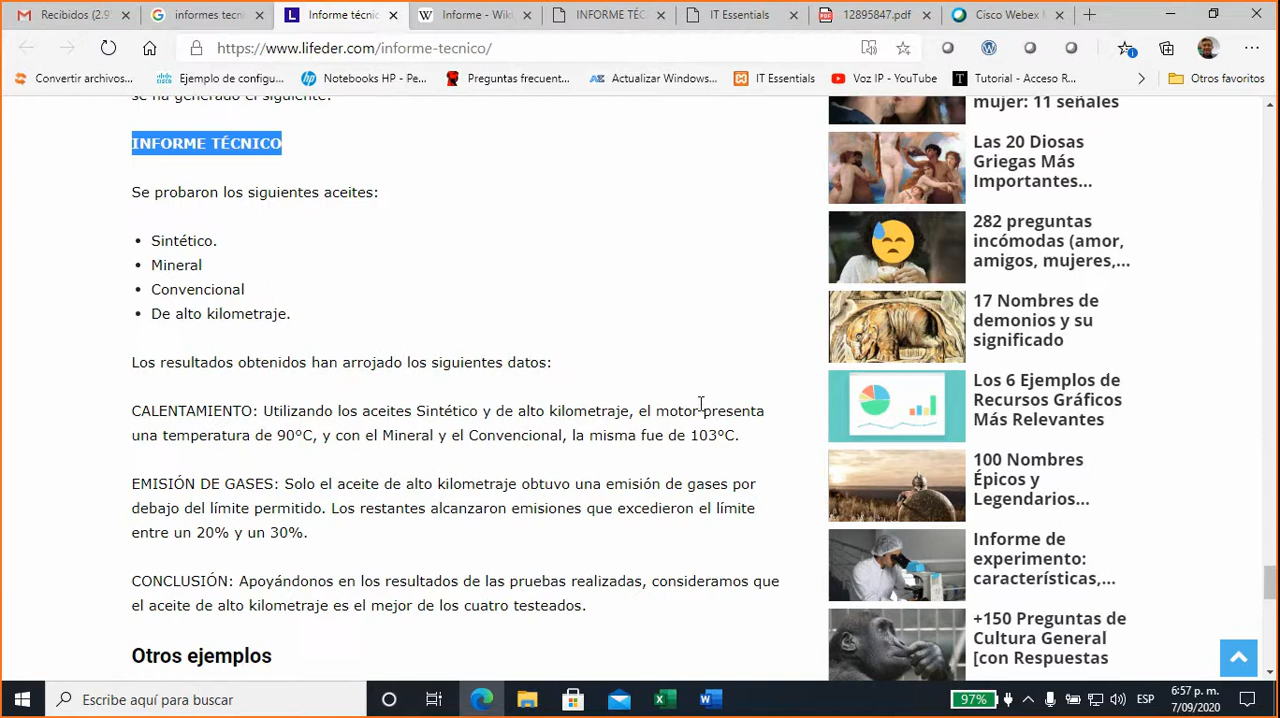 Recibidos (2.9
informes tecni
Informe técnic
Informe - Wiki
INFORME TÉC
IT Essentials
12895847.pdf
Cisco Webex M
https://www.lifeder.com/informe-tecnico/
Convertir archivos...
Ejemplo de configu...
Notebooks HP - Pe...
Preguntas frecuent...
Actualizar Windows...
IT Essentials
Voz IP - YouTube
Tutorial - Acceso R...
Otros favoritos
se ha generado el siguiente:
INFORME TÉCNICO
Se probaron los siguientes aceites:
• Sintético.
• Mineral
• Convencional
• De alto kilometraje.
Los resultados obtenidos han arrojado los siguientes datos:
CALENTAMIENTO: Utilizando los aceites Sintético y de alto kilometraje, el motor presenta
una temperatura de 90°C, y con el Mineral y el Convencional, la misma fue de 103°C.
EMISIÓN DE GASES: Solo el aceite de alto kilometraje obtuvo una emisión de gases por
debajo del límite permitido. Los restantes alcanzaron emisiones que excedieron el límite
entre un 20% y un 30%.
CONCLUSIÓN: Apoyándonos en los resultados de las pruebas realizadas, consideramos que
el aceite de alto kilometraje es el mejor de los cuatro testeados.
Otros ejemplos
mujer: 11 señales
Las 20 Diosas
Griegas Más
Importantes...
282 preguntas
incómodas (amor,
amigos, mujeres,...
17 Nombres de
demonios y su
significado
Los 6 Ejemplos de
Recursos Gráficos
Más Relevantes
100 Nombres
Épicos y
Legendarios...
Informe de
experimento:
características,...
+150 Preguntas de
Cultura General
[con Respuestas
Escribe aquí para buscar
97%
ESP
6:57 p. m.
7/09/2020